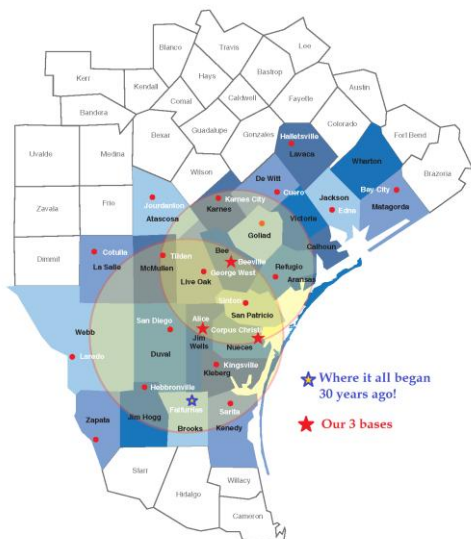 Blanco
Travis
Lee
Kerr
Kendall
Hays
Bastrop
Bandera
Comal
Caldwell
Fayette
Austin
Guadalupe
Gonzales
Colorado
Fort Bend
Uvalde
Medina
Bexar
Wilson
Hallettsville
Lavaca
Wharton
Brazoria
Zavala
Frio
Jourdanton
Atascosa
Karnes City
Karnes
De Witt
Cuero
Jackson
Edna
Bay City
Matagorda
Victoria
Goliad
Calhoun
Dimmit
Cotulla
La Salle
Tilden
McMullen
Bee
Beeville
George West
Live Oak
Refugio
Aransas
Sinton
San Patricio
Webb
San Diego
Alice
Jim
Wells
Corpus Christi
Nueces
Duval
Laredo
Kingsville
Kleberg
Hebbronville
Where it all began
30 years ago!
Zapata
Jim Hogg
Falfurrias
Brooks
Sarita
Kenedy
Our 3 bases
Starr
Hidalgo
Willacy
Cameron